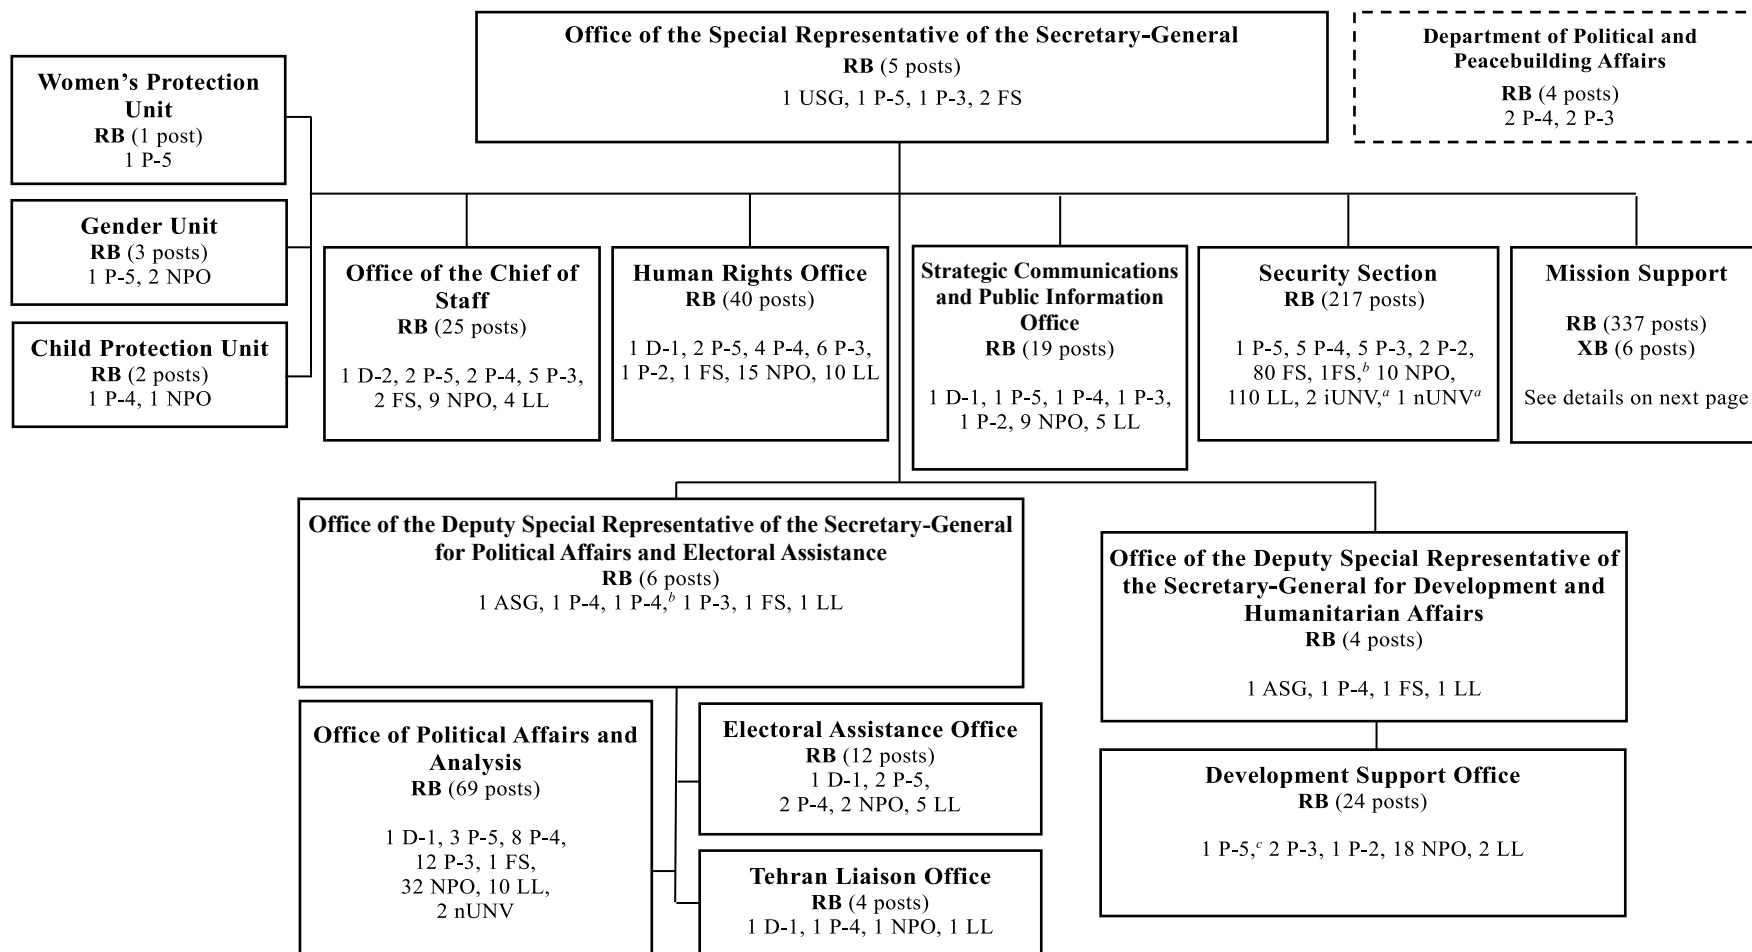 Office of the Special Representative of the Secretary-General
RB (5 posts)
1 USG, 1 P-5, 1 P-3, 2 FS
Department of Political and
Peacebuilding Affairs
RB (4 posts)
2 P-4, 2 P-3
Women's Protection
Unit
RB (1 post)
1 P-5
Gender Unit
RB (3 posts)
1 P-5, 2 NPO
Child Protection Unit
RB (2 posts)
1 P-4, 1 NPO
Office of the Chief of
Staff
RB (25 posts)
1 D-2, 2 P-5, 2 P-4, 5 P-3,
2 FS, 9 NPO, 4 LL
Human Rights Office
RB (40 posts)
1 D-1, 2 P-5, 4 P-4, 6 P-3,
1 P-2, 1 FS, 15 NPO, 10 LL
Strategic Communications
and Public Information
Office
RB (19 posts)
1 D-1, 1 P-5, 1 P-4, 1 P-3,
1 P-2, 9 NPO, 5 LL
Security Section
RB (217 posts)
1 P-5, 5 P-4, 5 P-3, 2 P-2,
80 FS, 1FS,b 10 NPO,
110 LL, 2 iUNV,a 1 nUNVa
Mission Support
RB (337 posts)
XB (6 posts)
See details on next page
Office of the Deputy Special Representative of the Secretary-General
for Political Affairs and Electoral Assistance
RB (6 posts)
1 ASG, 1 P-4, 1 P-4,b 1 P-3, 1 FS, 1 LL
Office of the Deputy Special Representative of
the Secretary-General for Development and
Humanitarian Affairs
RB (4 posts)
1 ASG, 1 P-4, 1 FS, 1 LL
Office of Political Affairs and
Analysis
RB (69 posts)
1 D-1, 3 P-5, 8 P-4,
12 P-3, 1 FS,
32 NPO, 10 LL,
2 nUNV
Electoral Assistance Office
RB (12 posts)
1 D-1, 2 P-5,
2 P-4, 2 NPO, 5 LL
Tehran Liaison Office
RB (4 posts)
1 D-1, 1 P-4, 1 NPO, 1 LL
Development Support Office
RB (24 posts)
1 P-5,c 2 P-3, 1 P-2, 18 NPO, 2 LL